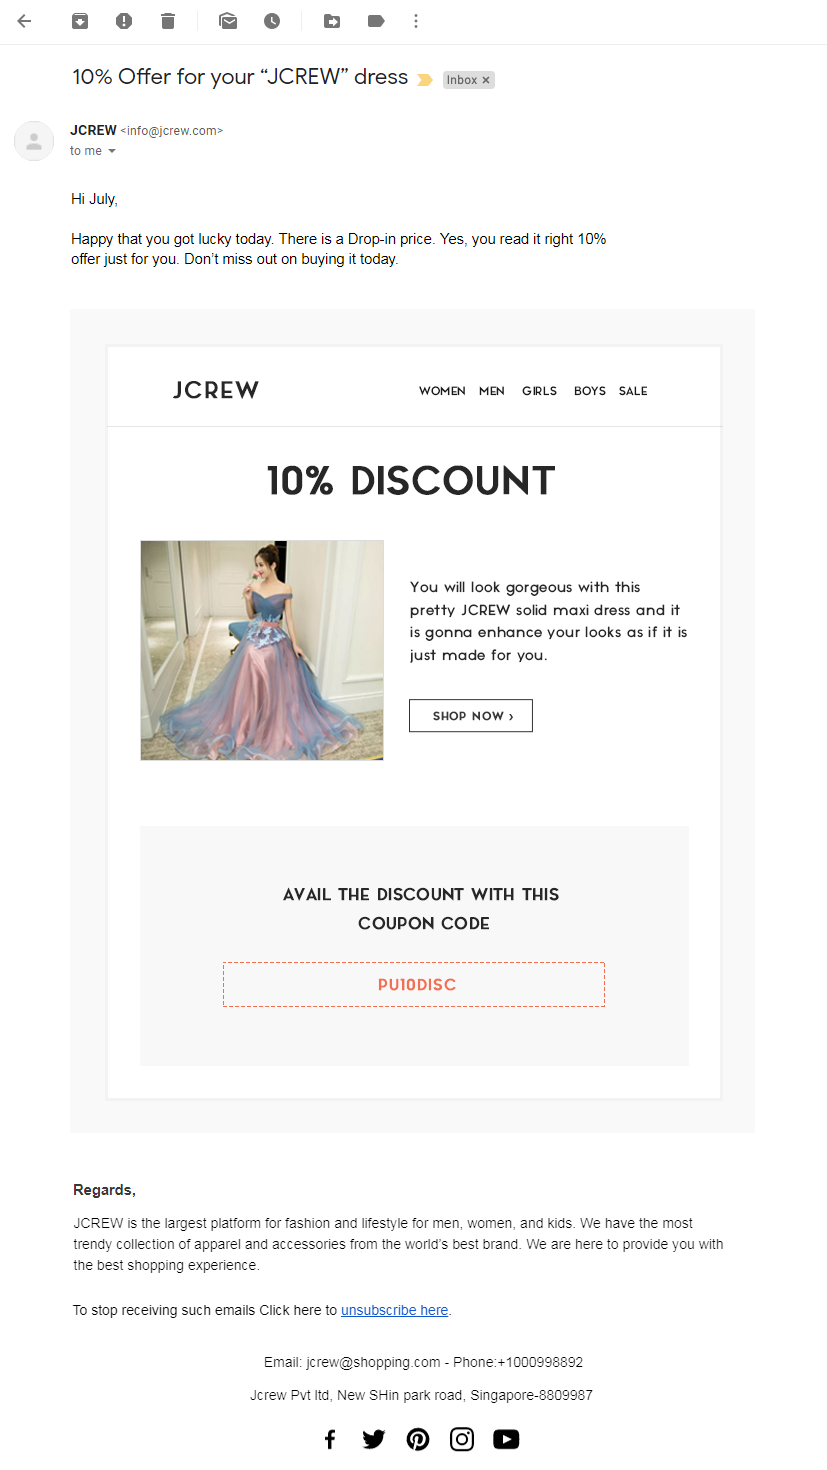 10% Offer for your “JCREW” dress
Inbox ×
JCREW <info@jcrew.com>
to me
Hi July,
Happy that you got lucky today. There is a Drop-in price. Yes, you read it right 10%
offer just for you. Don’t miss out on buying it today.
JCREW WOMEN MEN GIRLS BOYS SALE
10% DISCOUNT
You will look gorgeous with this
pretty JCREW solid maxi dress and it
is gonna enhance your looks as if it is
just made for you.
SHOP NOW ›
AVAIL THE DISCOUNT WITH THIS
COUPON CODE
PU10DISC
Regards,
JCREW is the largest platform for fashion and lifestyle for men, women, and kids. We have the most
trendy collection of apparel and accessories from the world’s best brand. We are here to provide you with
the best shopping experience.
To stop receiving such emails Click here to unsubscribe here.
Email: jcrew@shopping.com - Phone:+1000998892
Jcrew Pvt ltd, New SHin park road, Singapore-8809987